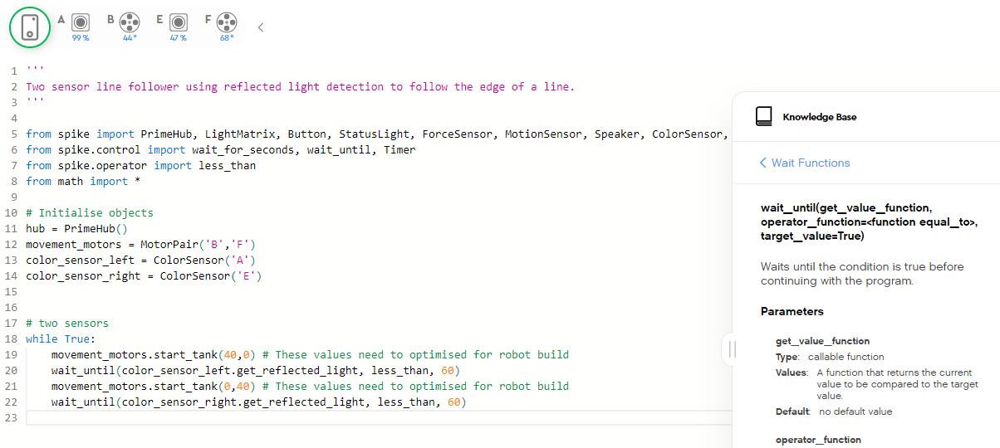 A B E F
99 % 44° 47 % 68°
1 '''
2 Two sensor line follower using reflected light detection to follow the edge of a line.
3 '''
4
5 from spike import PrimeHub, LightMatrix, Button, StatusLight, ForceSensor, MotionSensor, Speaker, ColorSensor,
6 from spike.control import wait_for_seconds, wait_until, Timer
7 from spike.operator import less_than
8 from math import *
9
10 # Initialise objects
11 hub = PrimeHub()
12 movement_motors = MotorPair('B','F')
13 color_sensor_left = ColorSensor('A')
14 color_sensor_right = ColorSensor('E')
15
16
17 # two sensors
18 while True:
19     movement_motors.start_tank(40,0) # These values need to optimised for robot build
20     wait_until(color_sensor_left.get_reflected_light, less_than, 60)
21     movement_motors.start_tank(0,40) # These values need to optimised for robot build
22     wait_until(color_sensor_right.get_reflected_light, less_than, 60)
23
Knowledge Base
Wait Functions
wait_until(get_value_function,
operator_function=<function equal_to>,
target_value=True)
Waits until the condition is true before
continuing with the program.
Parameters
get_value_function
Type: callable function
Values: A function that returns the current
value to be compared to the target
value.
Default: no default value
operator_function